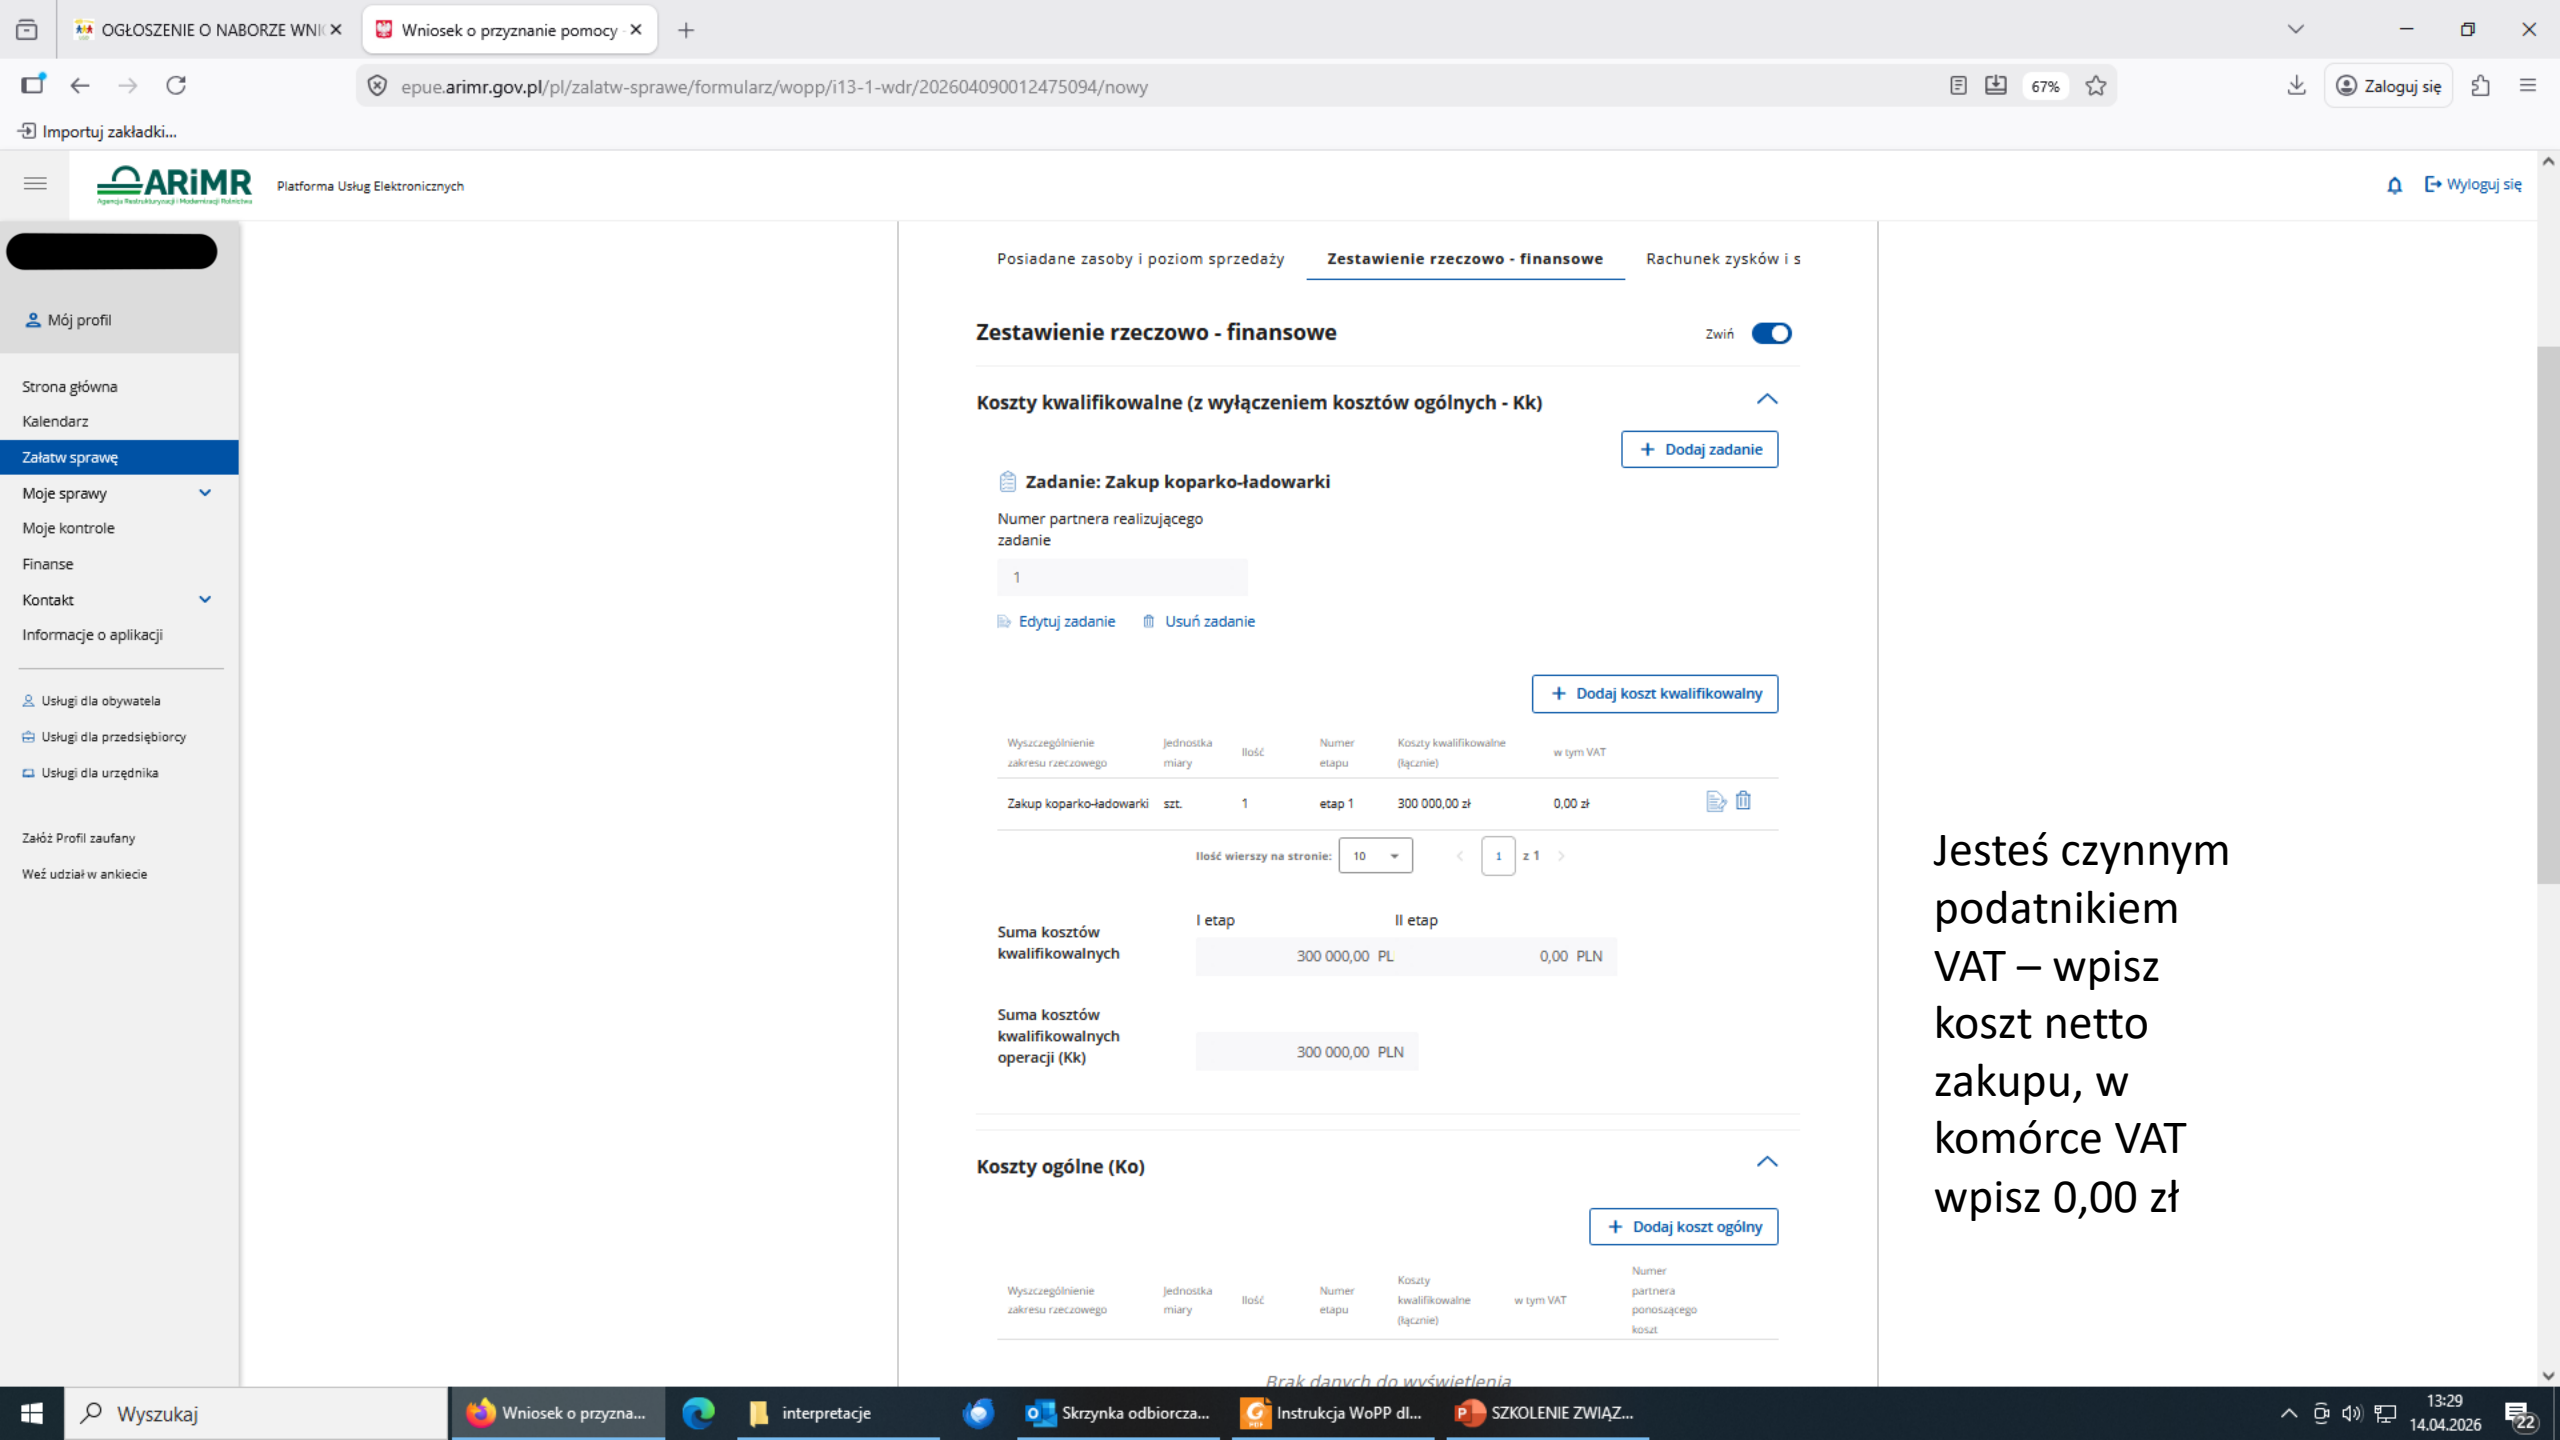 OGŁOSZENIE O NABORZE WNI
Wniosek o przyznanie pomocy -
epue.arimr.gov.pl/pl/zalatw-sprawe/formularz/wopp/i13-1-wdr/202604090012475094/nowy
67%
Zaloguj się
Importuj zakładki...
ARiMR
Agencja Restrukturyzacji i Modernizacji Rolnictwa
Platforma Usług Elektronicznych
Wyloguj się
Mój profil
Strona główna
Kalendarz
Załatw sprawę
Moje sprawy
Moje kontrole
Finanse
Kontakt
Informacje o aplikacji
Usługi dla obywatela
Usługi dla przedsiębiorcy
Usługi dla urzędnika
Załóż Profil zaufany
Weź udział w ankiecie
Posiadane zasoby i poziom sprzedaży Zestawienie rzeczowo - finansowe Rachunek zysków i s
Zestawienie rzeczowo - finansowe
Zwiń
Koszty kwalifikowalne (z wyłączeniem kosztów ogólnych - Kk)
+ Dodaj zadanie
Zadanie: Zakup koparko-ładowarki
Numer partnera realizującego
zadanie
1
Edytuj zadanie Usuń zadanie
+ Dodaj koszt kwalifikowalny
Wyszczególnienie zakresu rzeczowego Jednostka miary Ilość Numer etapu Koszty kwalifikowalne (łącznie) w tym VAT
Zakup koparko-ładowarki szt. 1 etap 1 300 000,00 zł 0,00 zł
Ilość wierszy na stronie: 10 1 z 1
I etap II etap
Suma kosztów
kwalifikowalnych
300 000,00 PL 0,00 PLN
Suma kosztów
kwalifikowalnych
operacji (Kk)
300 000,00 PLN
Koszty ogólne (Ko)
+ Dodaj koszt ogólny
Wyszczególnienie zakresu rzeczowego Jednostka miary Ilość Numer etapu Koszty kwalifikowalne (łącznie) w tym VAT Numer partnera ponoszącego koszt
Brak danych do wyświetlenia
Jesteś czynnym
podatnikiem
VAT – wpisz
koszt netto
zakupu, w
komórce VAT
wpisz 0,00 zł
Wyszukaj
Wniosek o przyzna...
interpretacje
Skrzynka odbiorcza...
Instrukcja WoPP dl...
SZKOLENIE ZWIĄZ...
13:29
14.04.2026
22